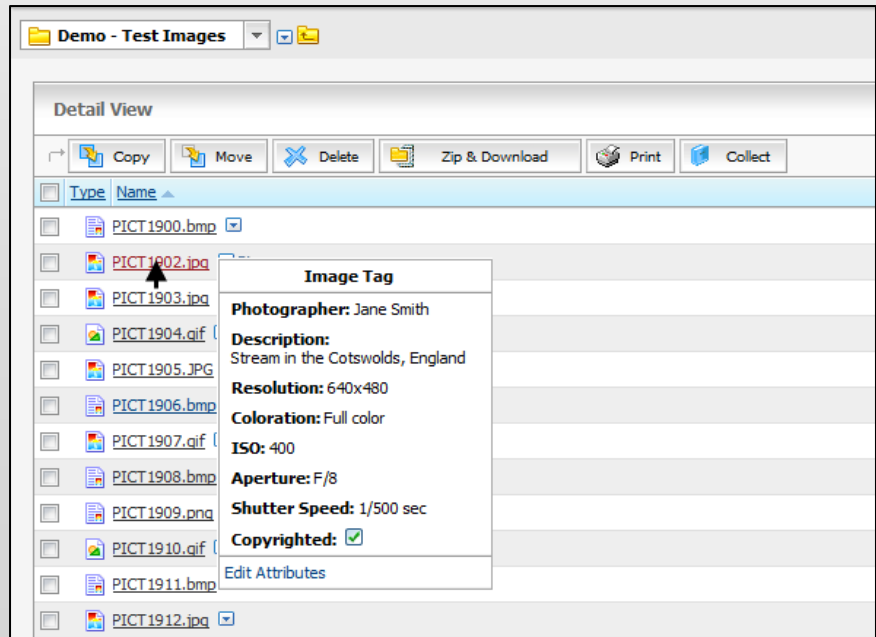 Demo - Test Images
Detail View
Copy Move Delete Zip & Download Print Collect
Type Name
PICT1900.bmp
PICT1902.jpg
PICT1903.jpg
PICT1904.gif
PICT1905.JPG
PICT1906.bmp
PICT1907.gif
PICT1908.bmp
PICT1909.png
PICT1910.gif
PICT1911.bmp
PICT1912.jpg
Image Tag
Photographer: Jane Smith
Description:
Stream in the Cotswolds, England
Resolution: 640x480
Coloration: Full color
ISO: 400
Aperture: F/8
Shutter Speed: 1/500 sec
Copyrighted:
Edit Attributes